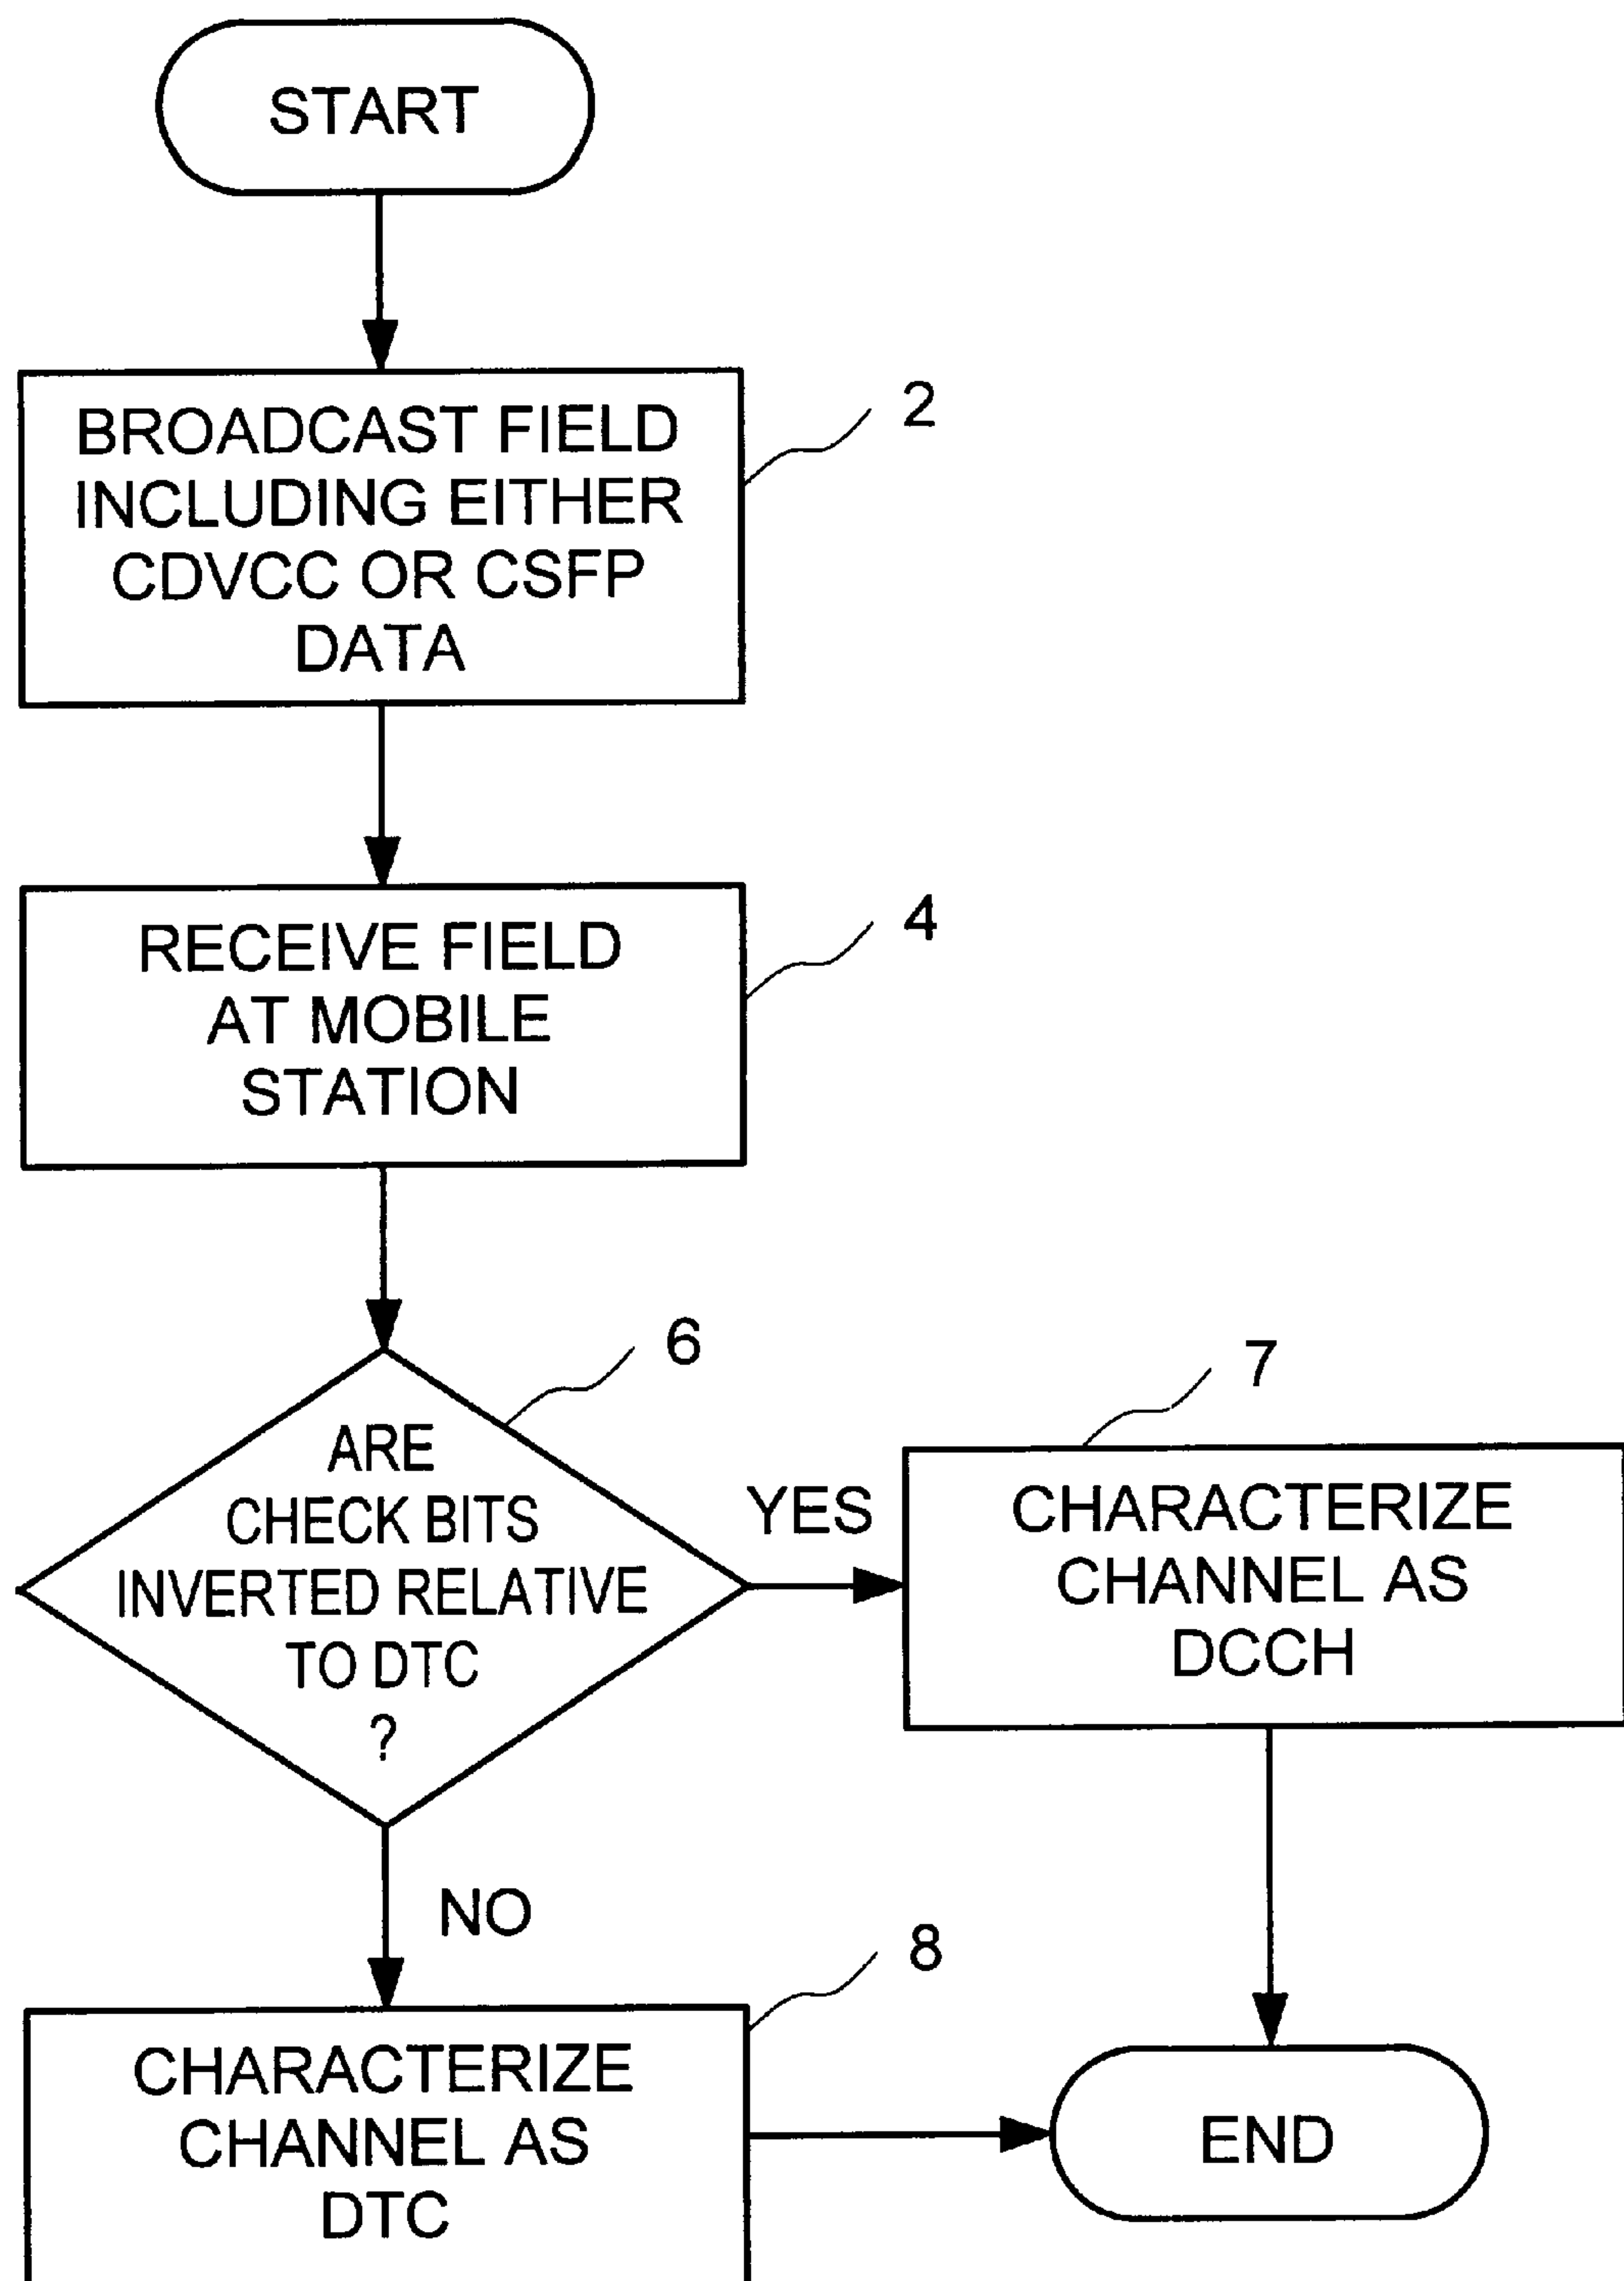 START
2
BROADCAST FIELD
INCLUDING EITHER
CDVCC OR CSFP
DATA
4
RECEIVE FIELD
AT MOBILE
STATION
6
ARE
CHECK BITS
INVERTED RELATIVE
TO DTC
?
YES
7
CHARACTERIZE
CHANNEL AS
DCCH
NO
8
CHARACTERIZE
CHANNEL AS
DTC
END